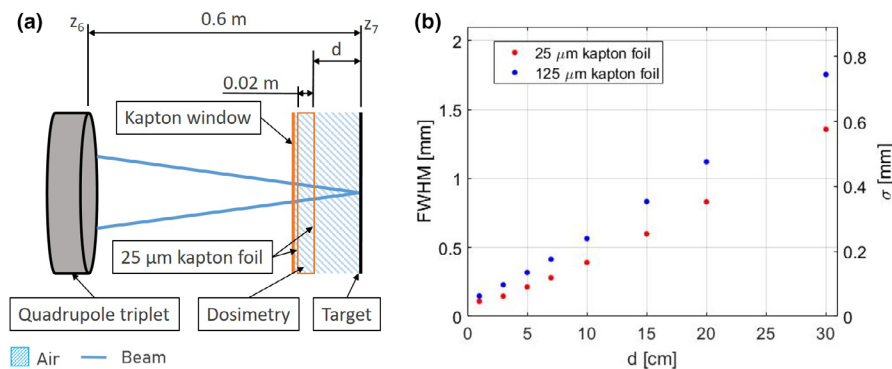 (a)
z6
0.6 m
z7
d
0.02 m
Kapton window
25 µm kapton foil
Quadrupole triplet
Dosimetry
Target
Air
Beam
(b)
25 µm kapton foil
125 µm kapton foil
FWHM [mm]
2
1.5
1
0.5
0
0.8
0.6
0.4
0.2
0
σ [mm]
0
5
10
15
20
25
30
d [cm]